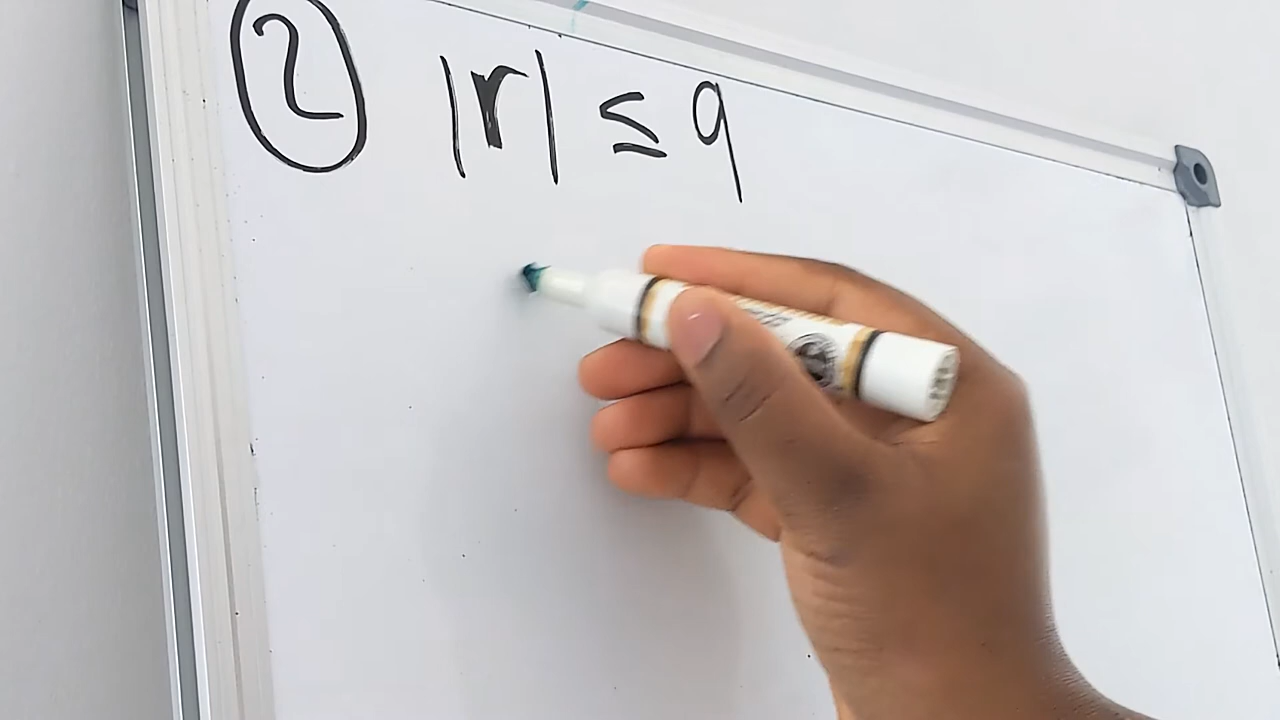 ② |r| ≤ 9